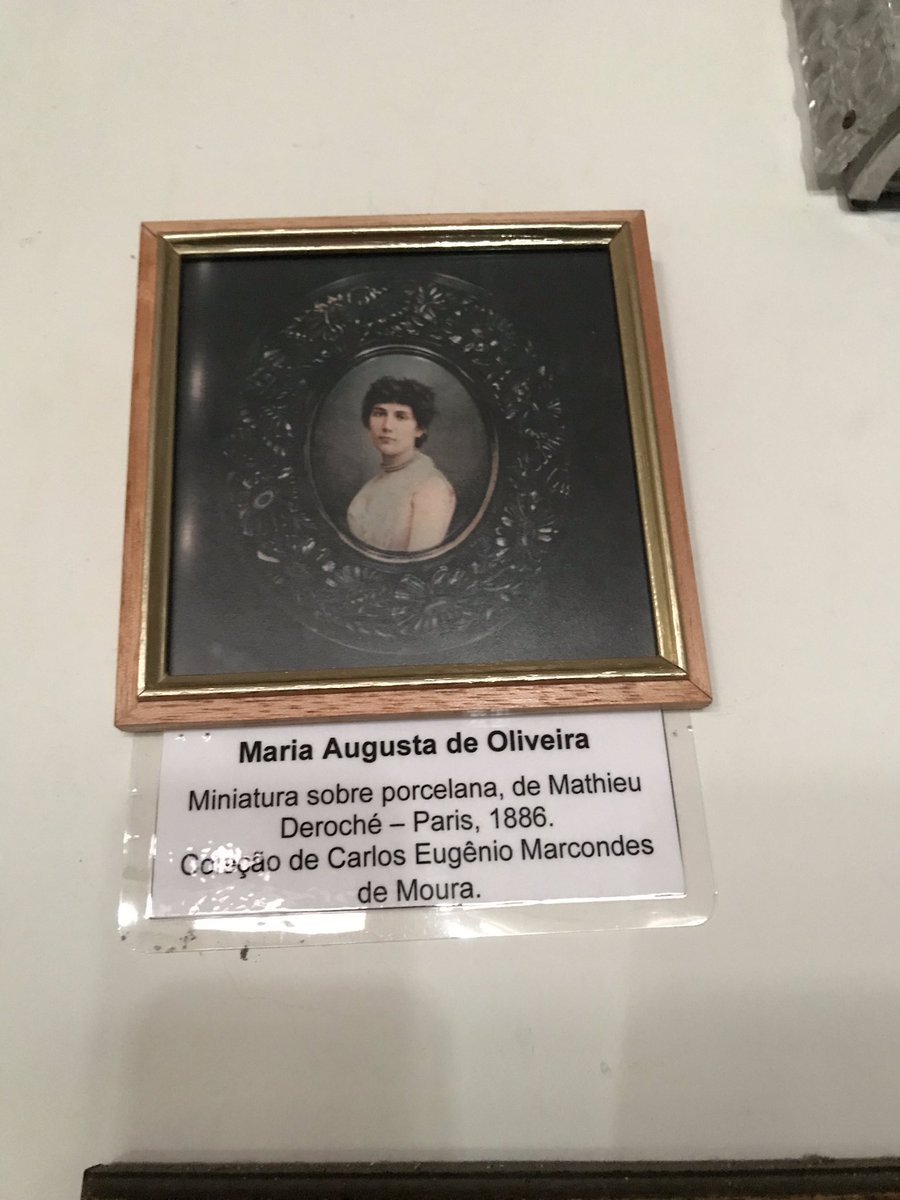 Maria Augusta de Oliveira
Miniatura sobre porcelana, de Mathieu
Deroché – Paris, 1886.
Coleção de Carlos Eugênio Marcondes
de Moura.